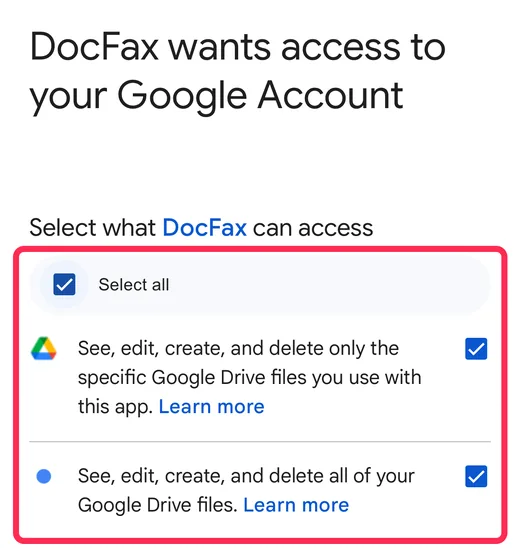 DocFax wants access to
your Google Account
Select what DocFax can access
Select all
See, edit, create, and delete only the
specific Google Drive files you use with
this app. Learn more
See, edit, create, and delete all of your
Google Drive files. Learn more